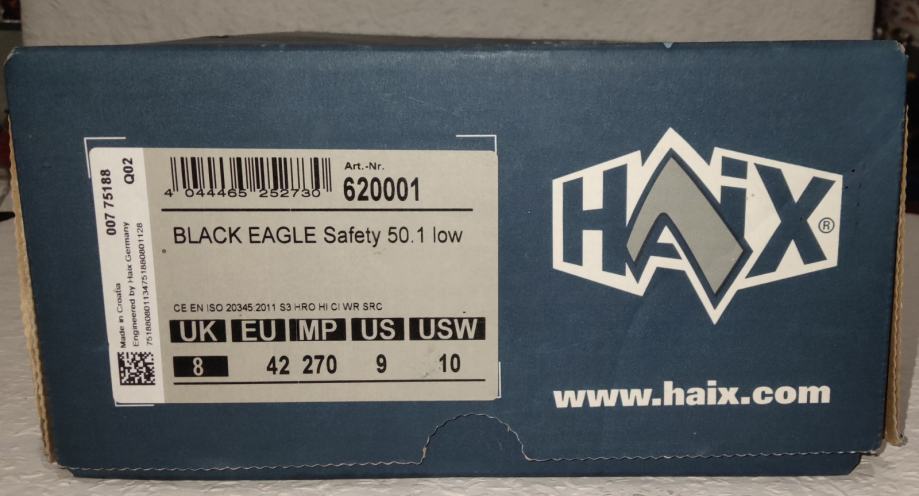 007 75188
Q02
Made in Croatia
Engineered by Haix Germany
4 044465 252730
Art.-Nr.
620001
BLACK EAGLE Safety 50.1 low
CE EN ISO 20345:2011 S3 HRO HI CI WR SRC
UK EU MP US USW
8 42 270 9 10
HAiX®
www.haix.com